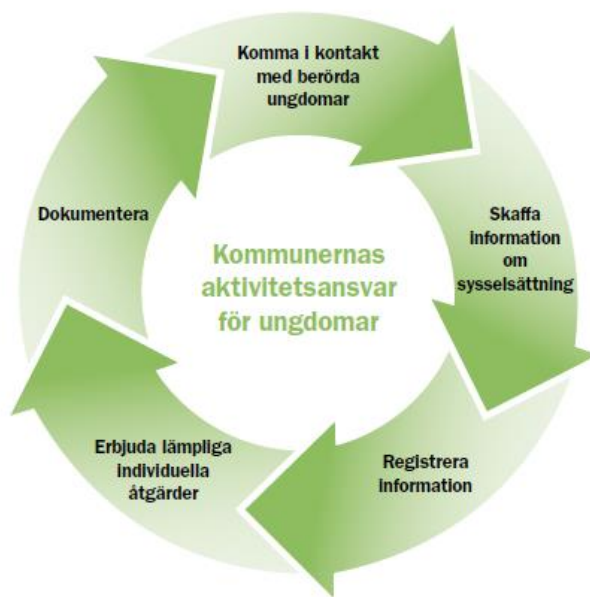 Komma i kontakt
med berörda
ungdomar
Skaffa
information
om
sysselsättning
Registrera
information
Erbjuda lämpliga
individuella
åtgärder
Dokumentera
Kommunernas
aktivitetsansvar
för ungdomar